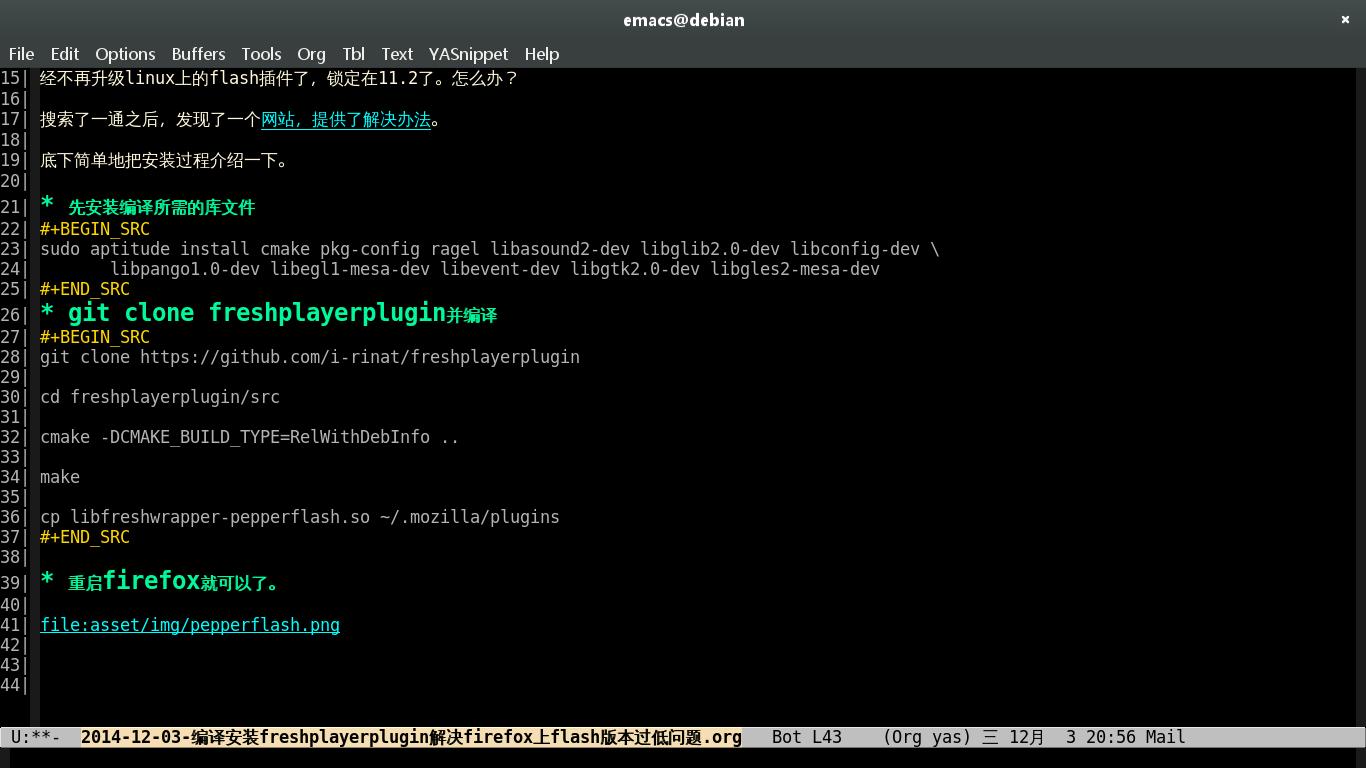 emacs@debian ×
File Edit Options Buffers Tools Org Tbl Text YASnippet Help
15| 经不再升级linux上的flash插件了，锁定在11.2了。怎么办？
16|
17| 搜索了一通之后，发现了一个网站，提供了解决办法。
18|
19| 底下简单地把安装过程介绍一下。
20|
21| * 先安装编译所需的库文件
22| #+BEGIN_SRC
23| sudo aptitude install cmake pkg-config ragel libasound2-dev libglib2.0-dev libconfig-dev \
24|        libpango1.0-dev libegl1-mesa-dev libevent-dev libgtk2.0-dev libgles2-mesa-dev
25| #+END_SRC
26| * git clone freshplayerplugin并编译
27| #+BEGIN_SRC
28| git clone https://github.com/i-rinat/freshplayerplugin
29|
30| cd freshplayerplugin/src
31|
32| cmake -DCMAKE_BUILD_TYPE=RelWithDebInfo ..
33|
34| make
35|
36| cp libfreshwrapper-pepperflash.so ~/.mozilla/plugins
37| #+END_SRC
38|
39| * 重启firefox就可以了。
40|
41| file:asset/img/pepperflash.png
42|
43|
44|
U:**- 2014-12-03-编译安装freshplayerplugin解决firefox上flash版本过低问题.org Bot L43 (Org yas) 三 12月 3 20:56 Mail